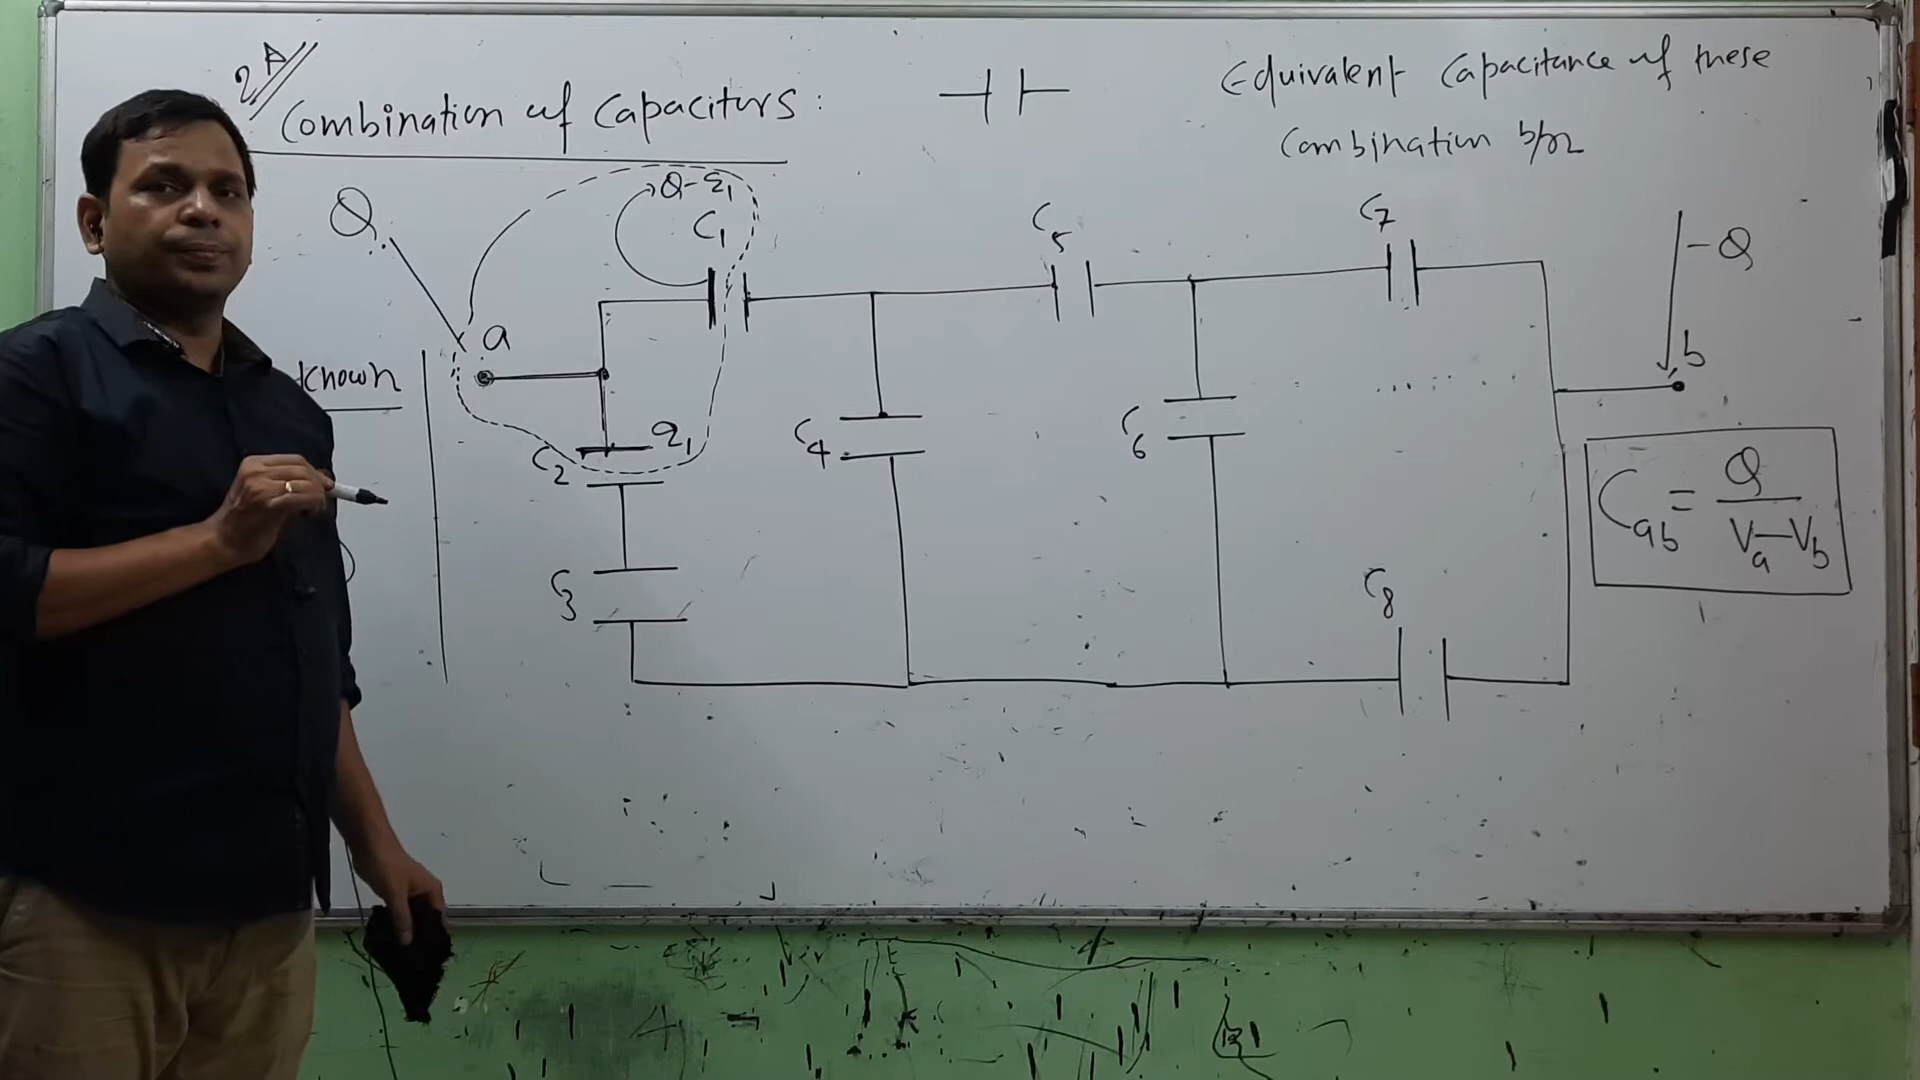 2A
Combination of Capacitors :
Equivalent Capacitance of these
Combination b/n
Q
Q-q1
C1
C5
C7
-Q
a
b
known
C2
q1
C4
C6
Cab = Q / Va-Vb
C3
C8